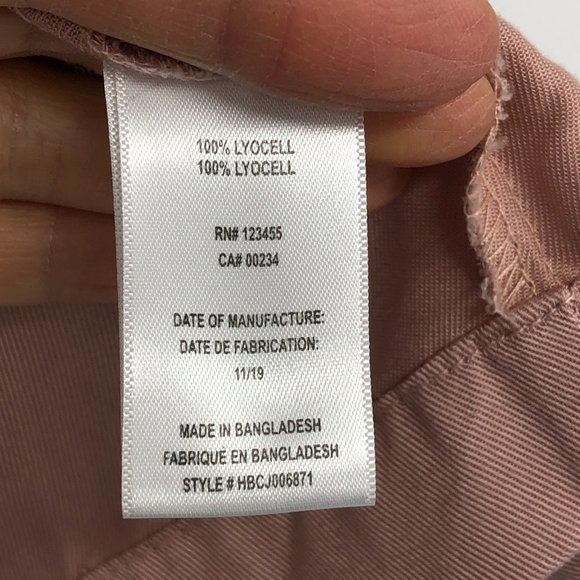 100% LYOCELL
100% LYOCELL
RN# 123455
CA# 00234
DATE OF MANUFACTURE:
DATE DE FABRICATION:
11/19
MADE IN BANGLADESH
FABRIQUE EN BANGLADESH
STYLE # HBCJ006871